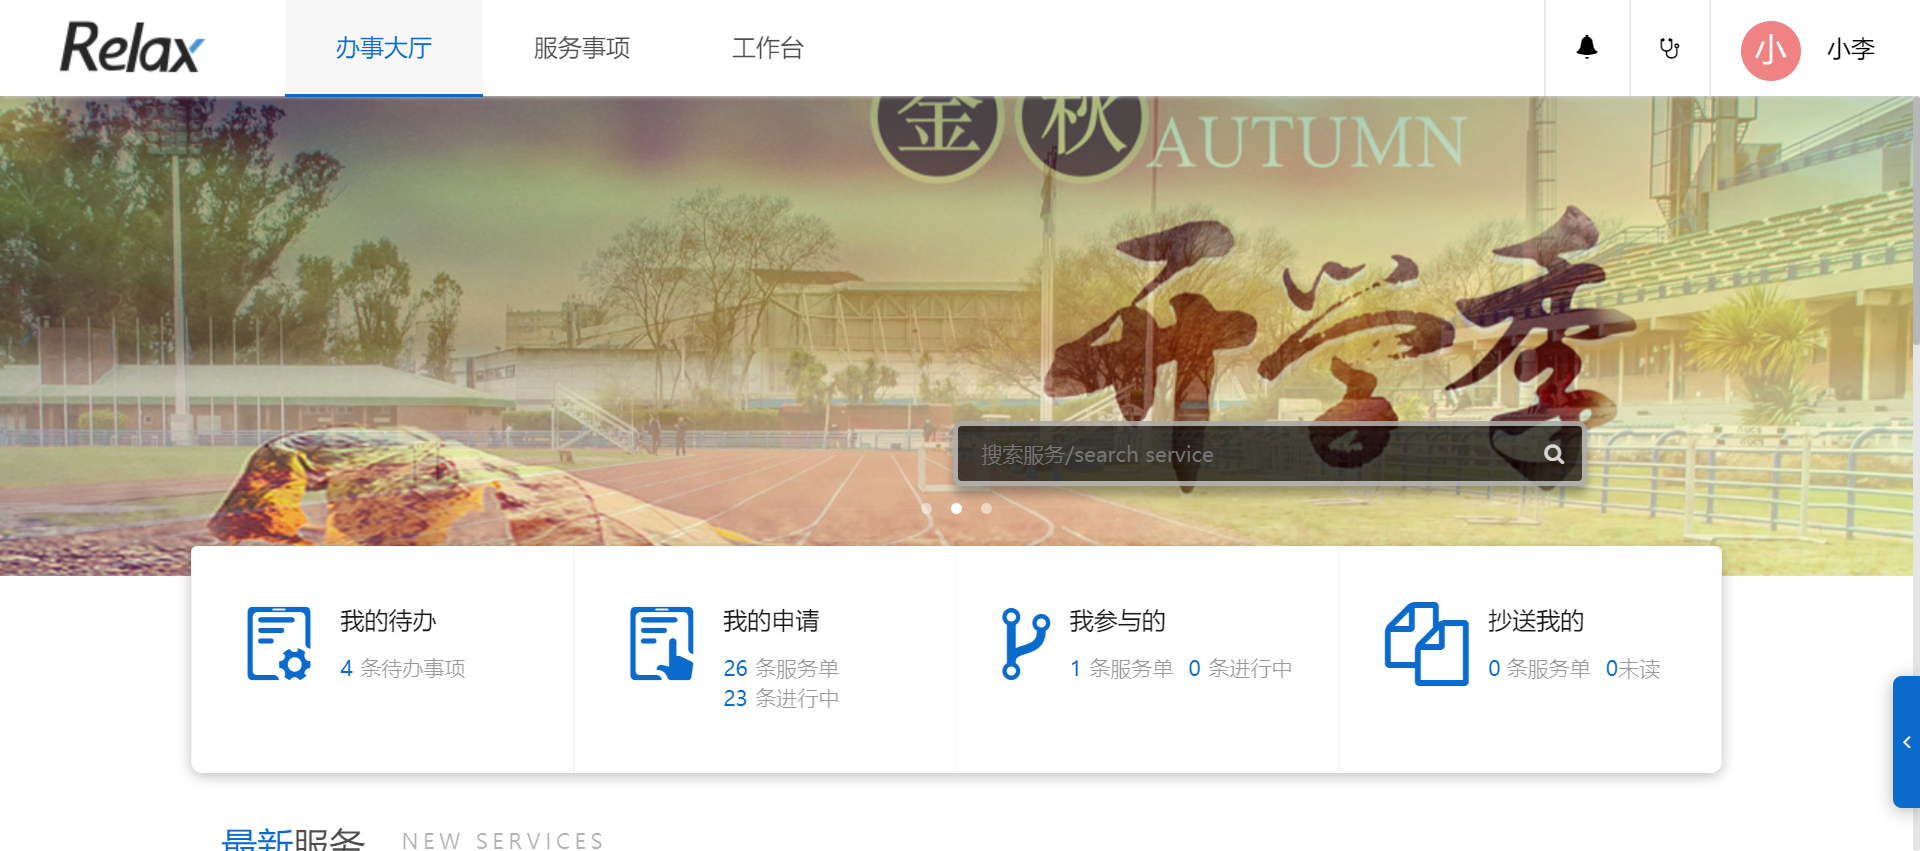 Relax
办事大厅
服务事项
工作台
小
小李
金秋 AUTUMN
开学季
搜索服务/search service
我的待办
4 条待办事项
我的申请
26 条服务单
23 条进行中
我参与的
1 条服务单 0 条进行中
抄送我的
0 条服务单 0未读
最新服务 NEW SERVICES